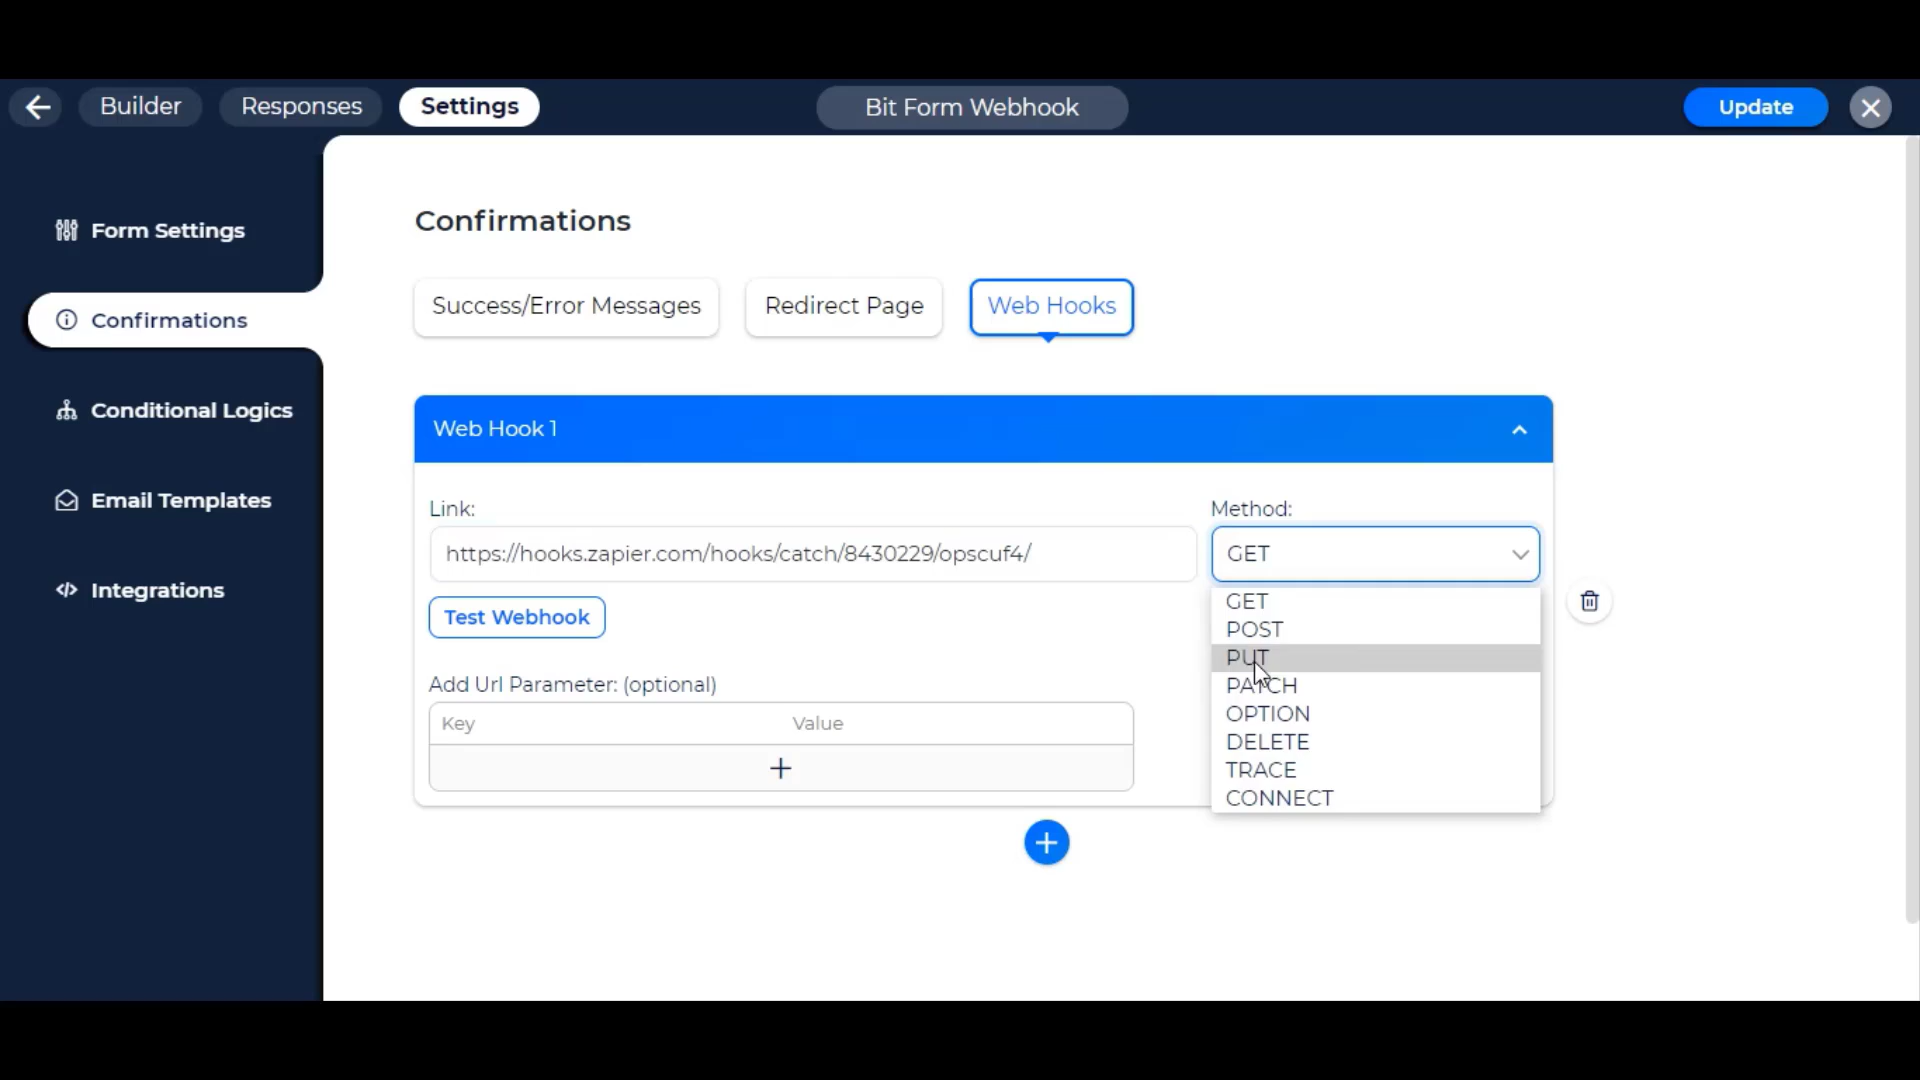 Builder
Responses
Settings
Bit Form Webhook
Update
Form Settings
Confirmations
Conditional Logics
Email Templates
Integrations
Confirmations
Success/Error Messages
Redirect Page
Web Hooks
Web Hook 1
Link:
https://hooks.zapier.com/hooks/catch/8430229/opscuf4/
Method:
GET
Test Webhook
Add Url Parameter: (optional)
Key
Value
GET
POST
PUT
PATCH
OPTION
DELETE
TRACE
CONNECT